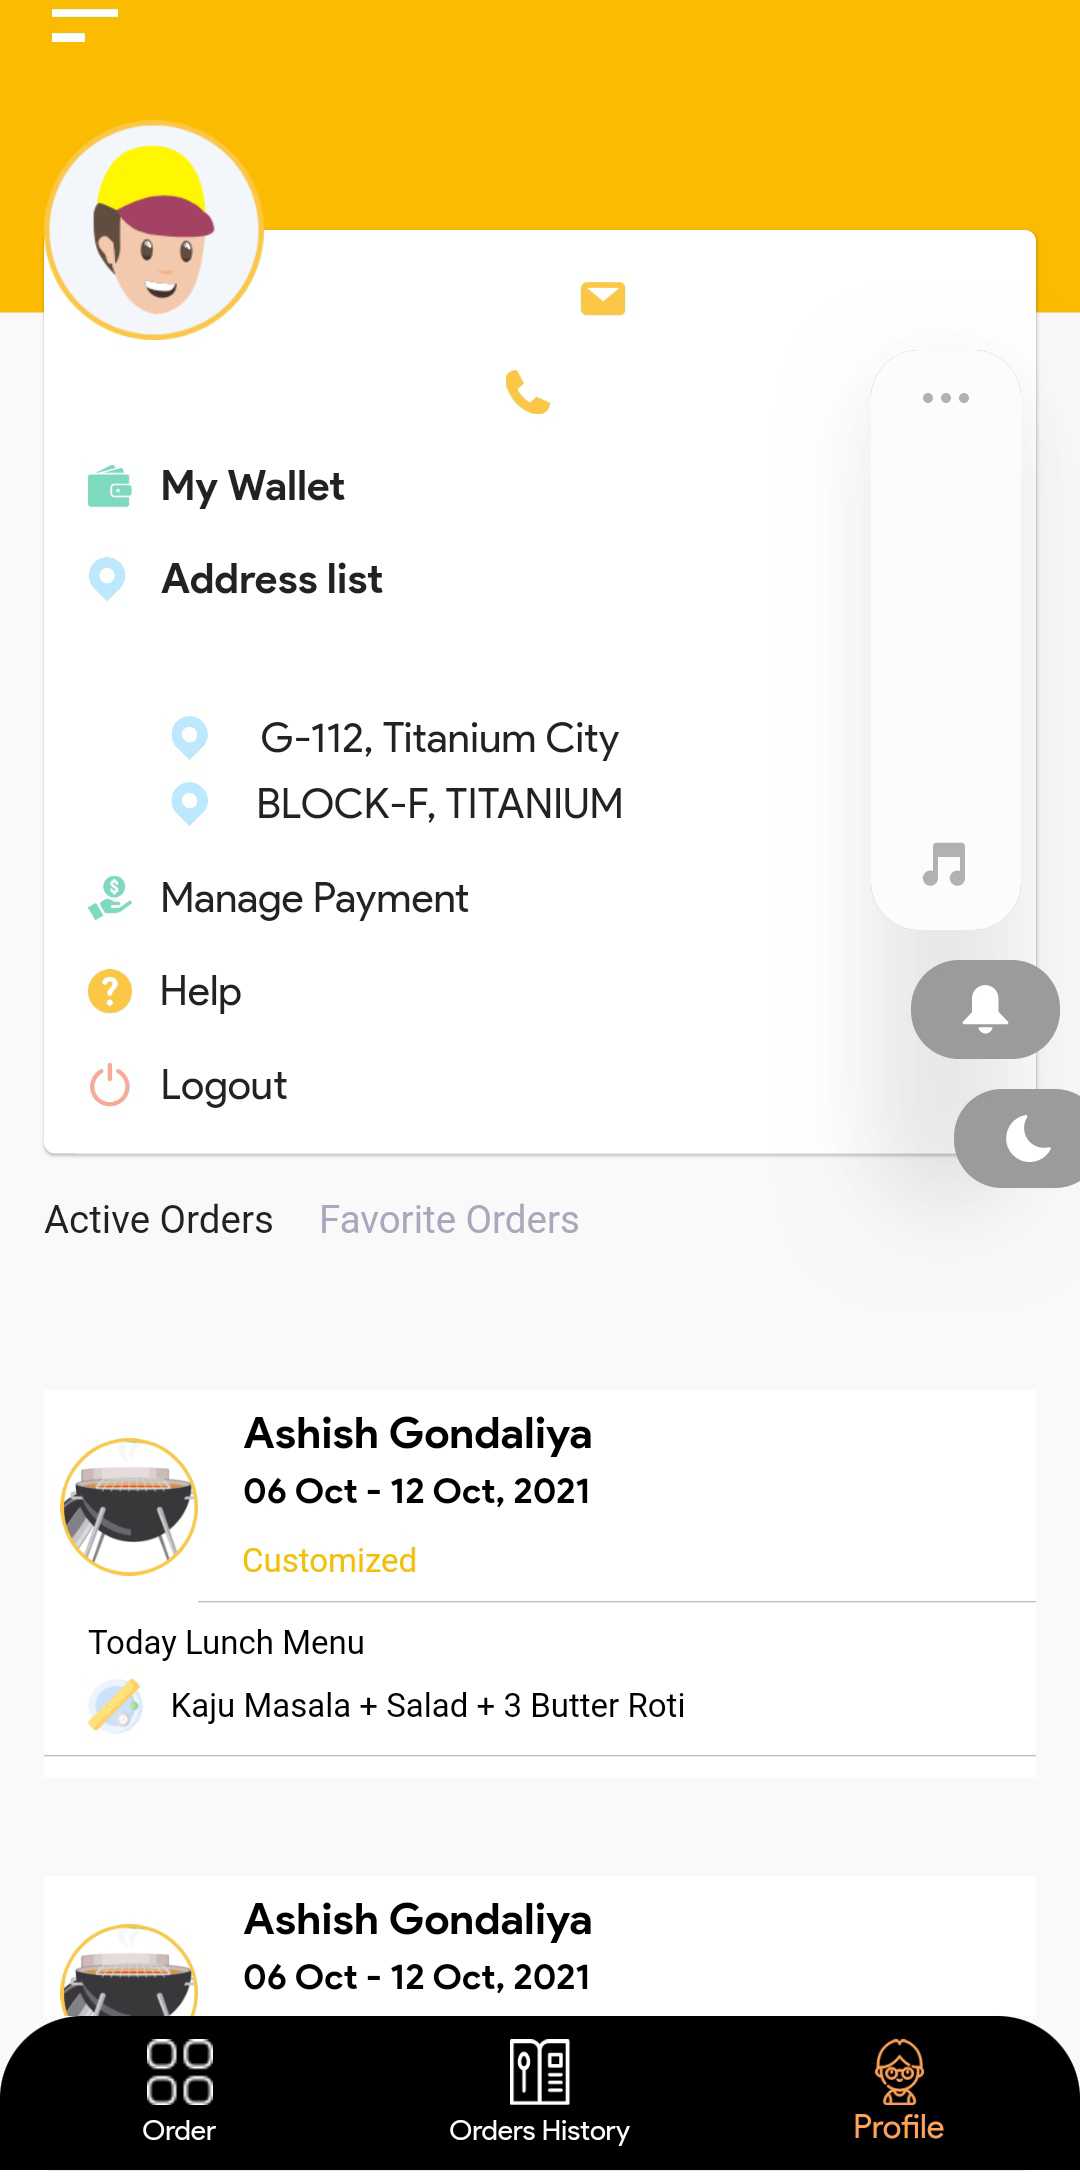 My Wallet
Address list
G-112, Titanium City
BLOCK-F, TITANIUM
Manage Payment
Help
Logout
Active Orders Favorite Orders
Ashish Gondaliya
06 Oct - 12 Oct, 2021
Customized
Today Lunch Menu
Kaju Masala + Salad + 3 Butter Roti
Ashish Gondaliya
06 Oct - 12 Oct, 2021
Order Orders History Profile